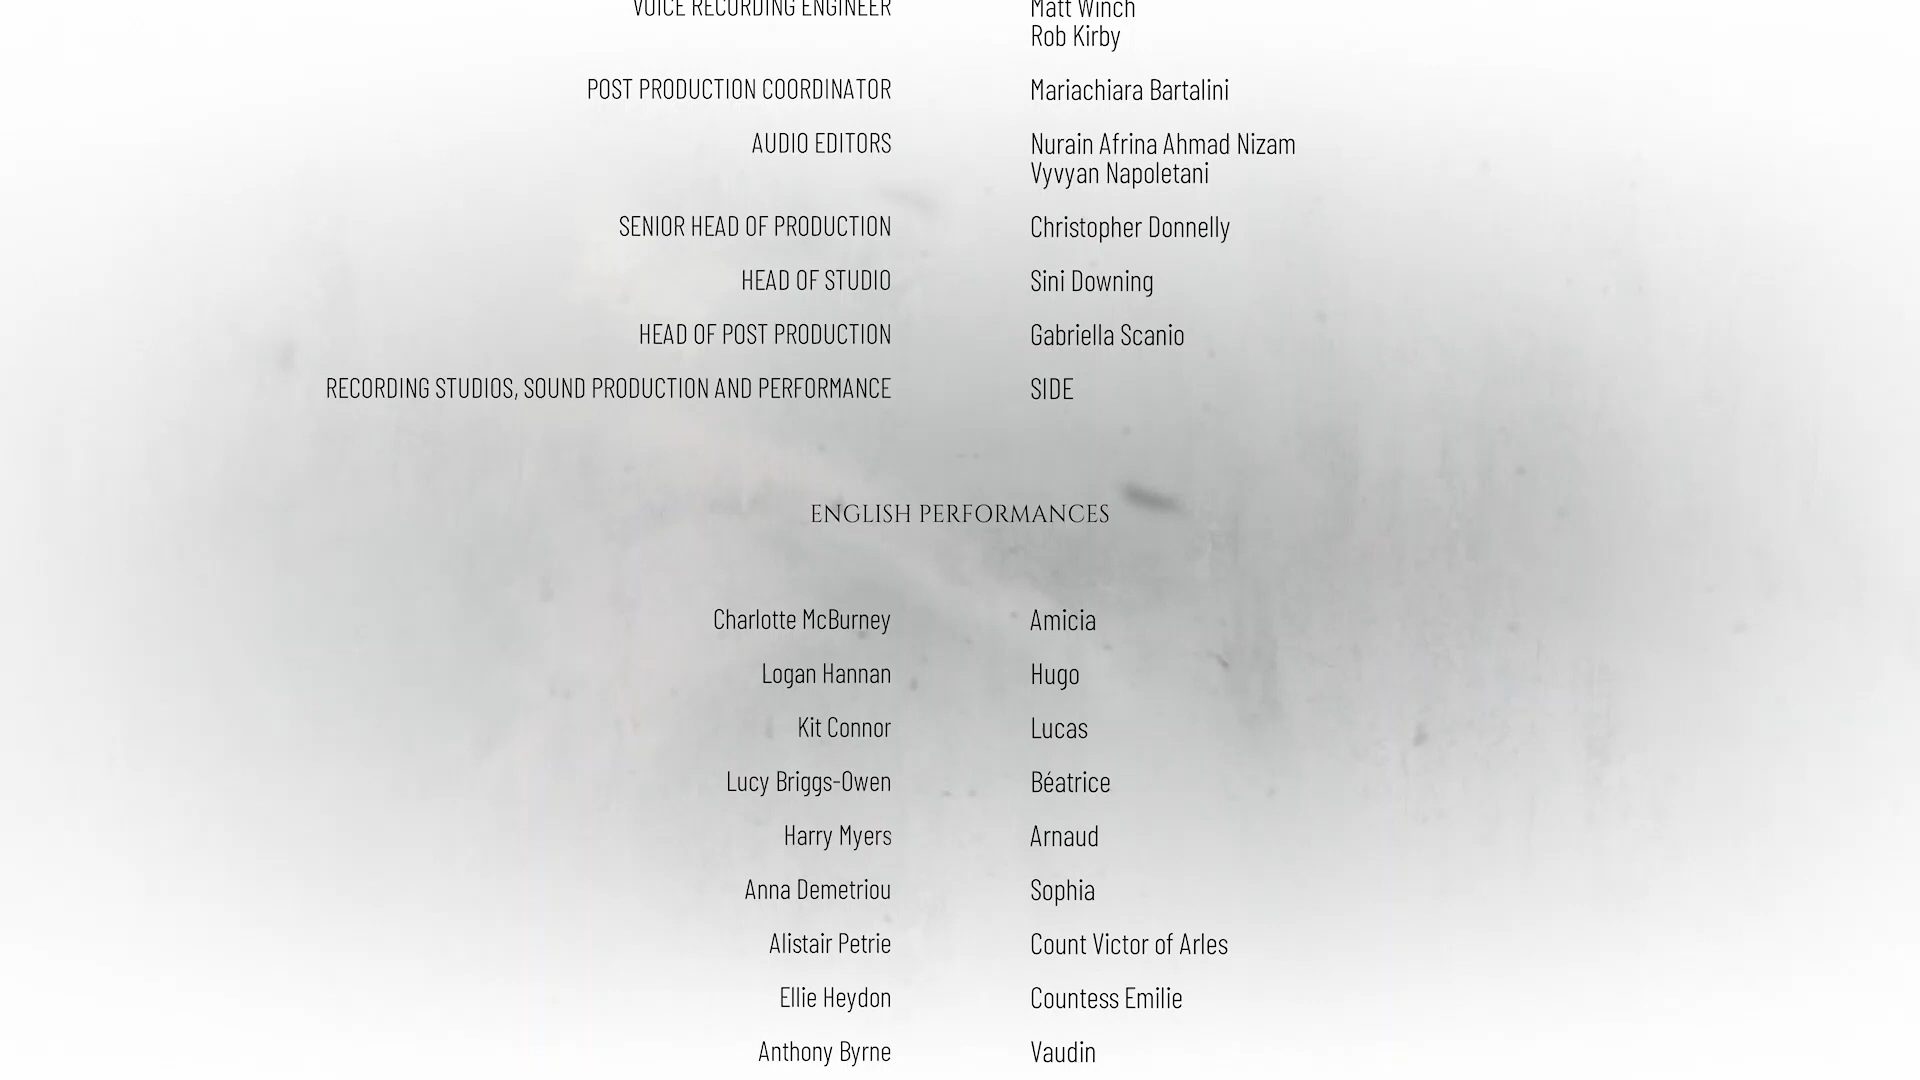 VOICE RECORDING ENGINEER Matt Winch
Rob Kirby
POST PRODUCTION COORDINATOR Mariachiara Bartalini
AUDIO EDITORS Nurain Afrina Ahmad Nizam
Vyvyan Napoletani
SENIOR HEAD OF PRODUCTION Christopher Donnelly
HEAD OF STUDIO Sini Downing
HEAD OF POST PRODUCTION Gabriella Scanio
RECORDING STUDIOS, SOUND PRODUCTION AND PERFORMANCE SIDE
ENGLISH PERFORMANCES
Charlotte McBurney Amicia
Logan Hannan Hugo
Kit Connor Lucas
Lucy Briggs-Owen Béatrice
Harry Myers Arnaud
Anna Demetriou Sophia
Alistair Petrie Count Victor of Arles
Ellie Heydon Countess Emilie
Anthony Byrne Vaudin